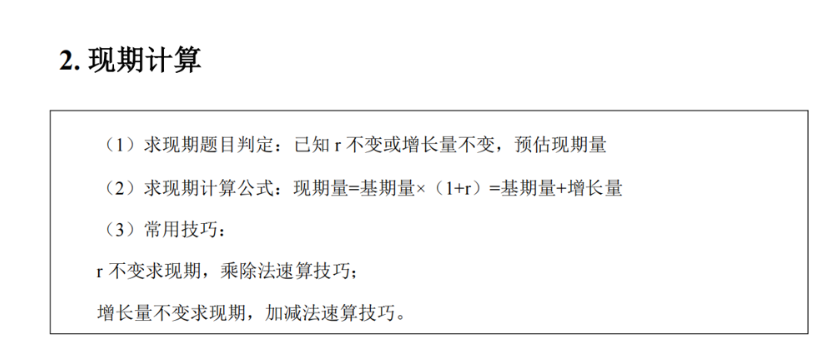 2. 现期计算
（1）求现期题目判定：已知 r 不变或增长量不变，预估现期量
（2）求现期计算公式：现期量=基期量×（1+r）=基期量+增长量
（3）常用技巧：
r 不变求现期，乘除法速算技巧；
增长量不变求现期，加减法速算技巧。